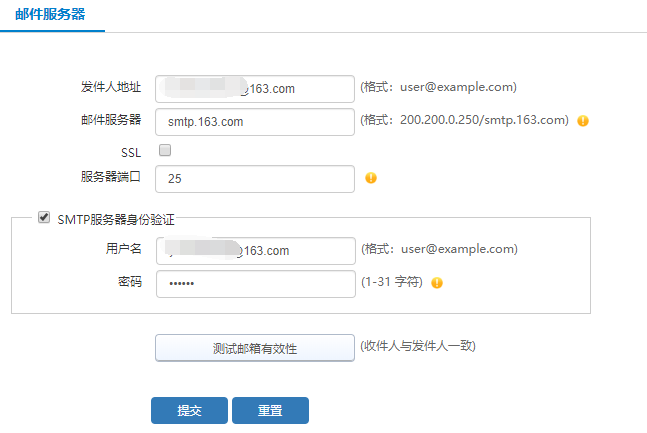 邮件服务器
发件人地址 @163.com (格式：user@example.com)
邮件服务器 smtp.163.com (格式：200.200.0.250/smtp.163.com)
SSL
服务器端口 25
SMTP服务器身份验证
用户名 @163.com (格式：user@example.com)
密码 •••••• (1-31 字符)
测试邮箱有效性 (收件人与发件人一致)
提交 重置